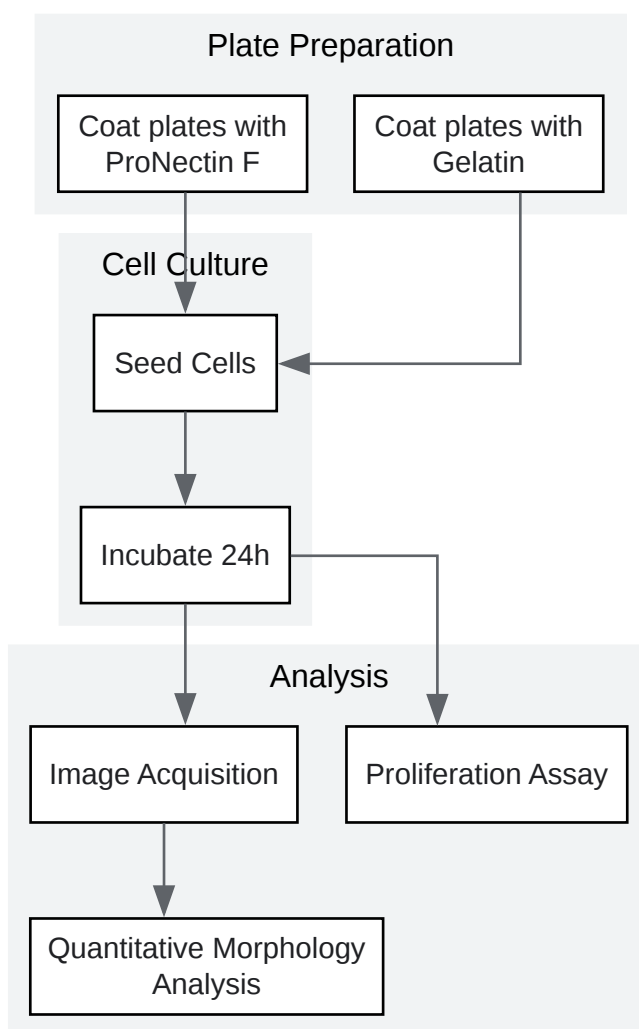 Plate Preparation
Coat plates with
ProNectin F
Coat plates with
Gelatin
Cell Culture
Seed Cells
Incubate 24h
Analysis
Image Acquisition
Proliferation Assay
Quantitative Morphology
Analysis